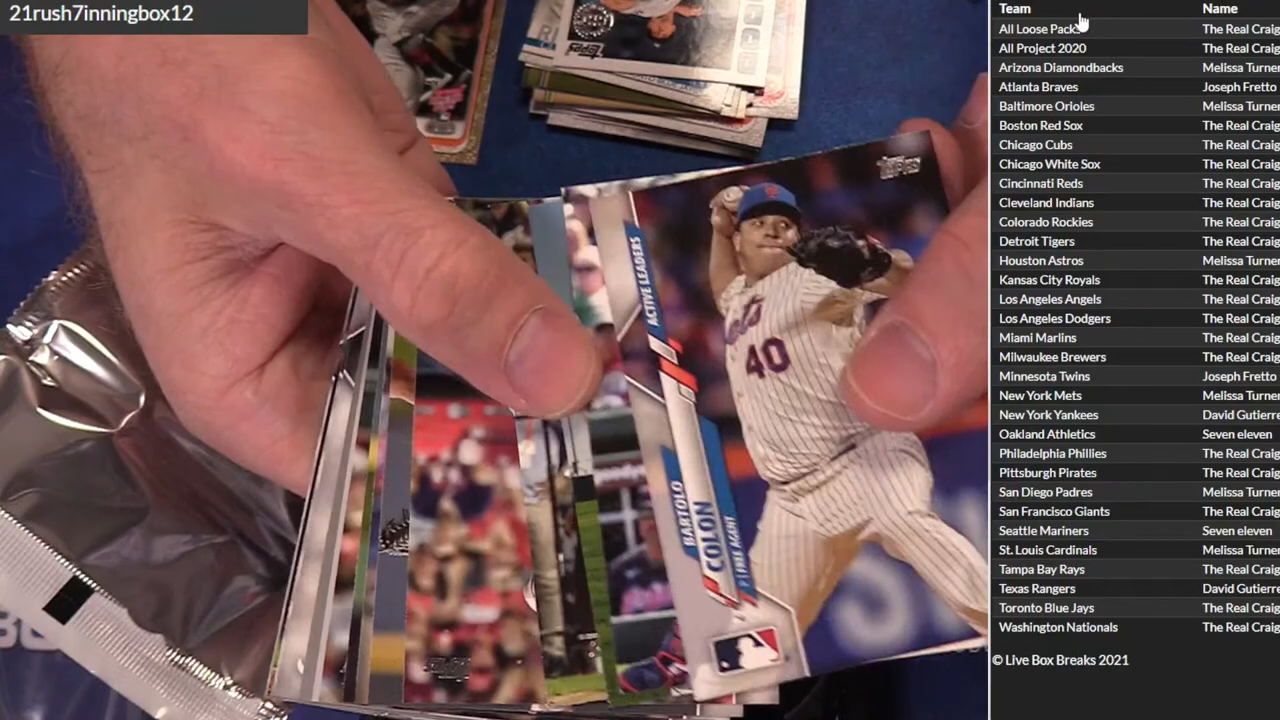 21rush7inningbox12
Topps
Topps
ACTIVE LEADERS
Mets
40
BARTOLO
COLON
P | FREE AGENT
Team Name
All Loose Packs The Real Craig
All Project 2020 The Real Craig
Arizona Diamondbacks Melissa Turner
Atlanta Braves Joseph Fretto
Baltimore Orioles Melissa Turner
Boston Red Sox The Real Craig
Chicago Cubs The Real Craig
Chicago White Sox The Real Craig
Cincinnati Reds The Real Craig
Cleveland Indians The Real Craig
Colorado Rockies The Real Craig
Detroit Tigers The Real Craig
Houston Astros Melissa Turner
Kansas City Royals The Real Craig
Los Angeles Angels The Real Craig
Los Angeles Dodgers The Real Craig
Miami Marlins The Real Craig
Milwaukee Brewers The Real Craig
Minnesota Twins Joseph Fretto
New York Mets Melissa Turner
New York Yankees David Gutierre
Oakland Athletics Seven eleven
Philadelphia Phillies The Real Craig
Pittsburgh Pirates The Real Craig
San Diego Padres Melissa Turner
San Francisco Giants The Real Craig
Seattle Mariners Seven eleven
St. Louis Cardinals Melissa Turner
Tampa Bay Rays The Real Craig
Texas Rangers David Gutierre
Toronto Blue Jays The Real Craig
Washington Nationals The Real Craig
© Live Box Breaks 2021